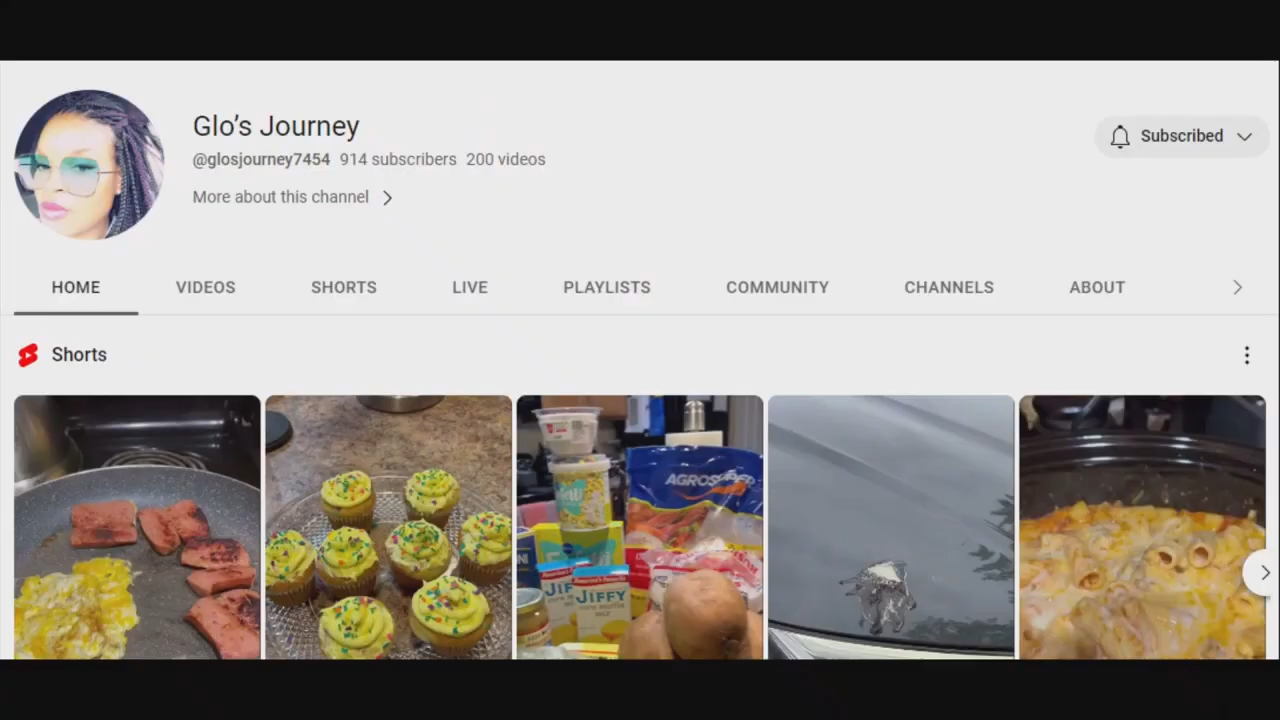 Glo’s Journey
@glosjourney7454 914 subscribers 200 videos
Subscribed
More about this channel
HOME VIDEOS SHORTS LIVE PLAYLISTS COMMUNITY CHANNELS ABOUT
Shorts
AGROSUPER
JIFFY
JIFFY